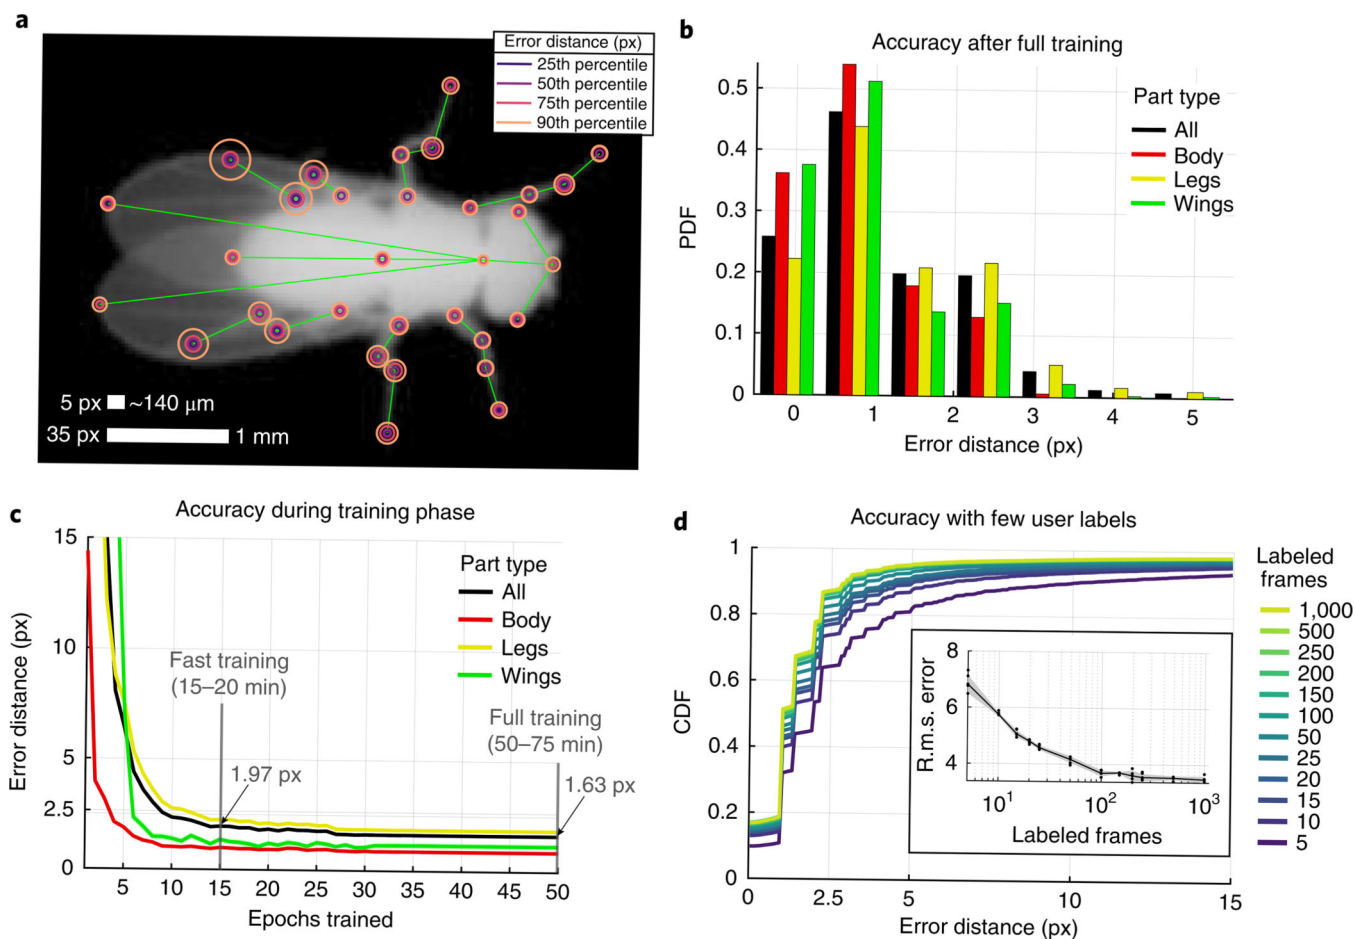 a
Error distance (px)
25th percentile
50th percentile
75th percentile
90th percentile
5 px ~140 μm
35 px 1 mm
b
Accuracy after full training
PDF
0.5
0.4
0.3
0.2
0.1
0
0 1 2 3 4 5
Error distance (px)
Part type
All
Body
Legs
Wings
c
Accuracy during training phase
Error distance (px)
15
10
5
2.5
0
5 10 15 20 25 30 35 40 45 50
Epochs trained
Part type
All
Body
Legs
Wings
Fast training
(15–20 min)
1.97 px
Full training
(50–75 min)
1.63 px
d
Accuracy with few user labels
CDF
1
0.8
0.6
0.4
0.2
0
0 2.5 5 10 15
Error distance (px)
Labeled
frames
1,000
500
250
200
150
100
50
25
20
15
10
5
R.m.s. error
8
6
4
10¹ 10² 10³
Labeled frames